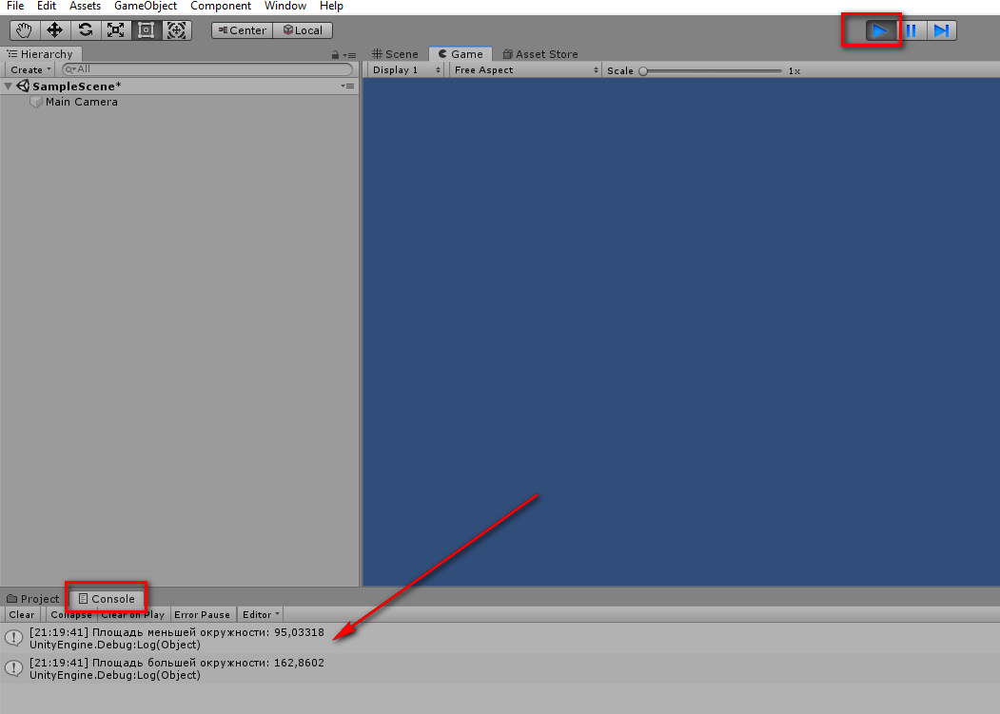 File Edit Assets GameObject Component Window Help
Center Local
Hierarchy
Scene Game Asset Store
Create All
Display 1 Free Aspect Scale 1x
SampleScene*
Main Camera
Project Console
Clear Collapse Clear on Play Error Pause Editor
[21:19:41] Площадь меньшей окружности: 95,03318
UnityEngine.Debug:Log(Object)
[21:19:41] Площадь большей окружности: 162,8602
UnityEngine.Debug:Log(Object)